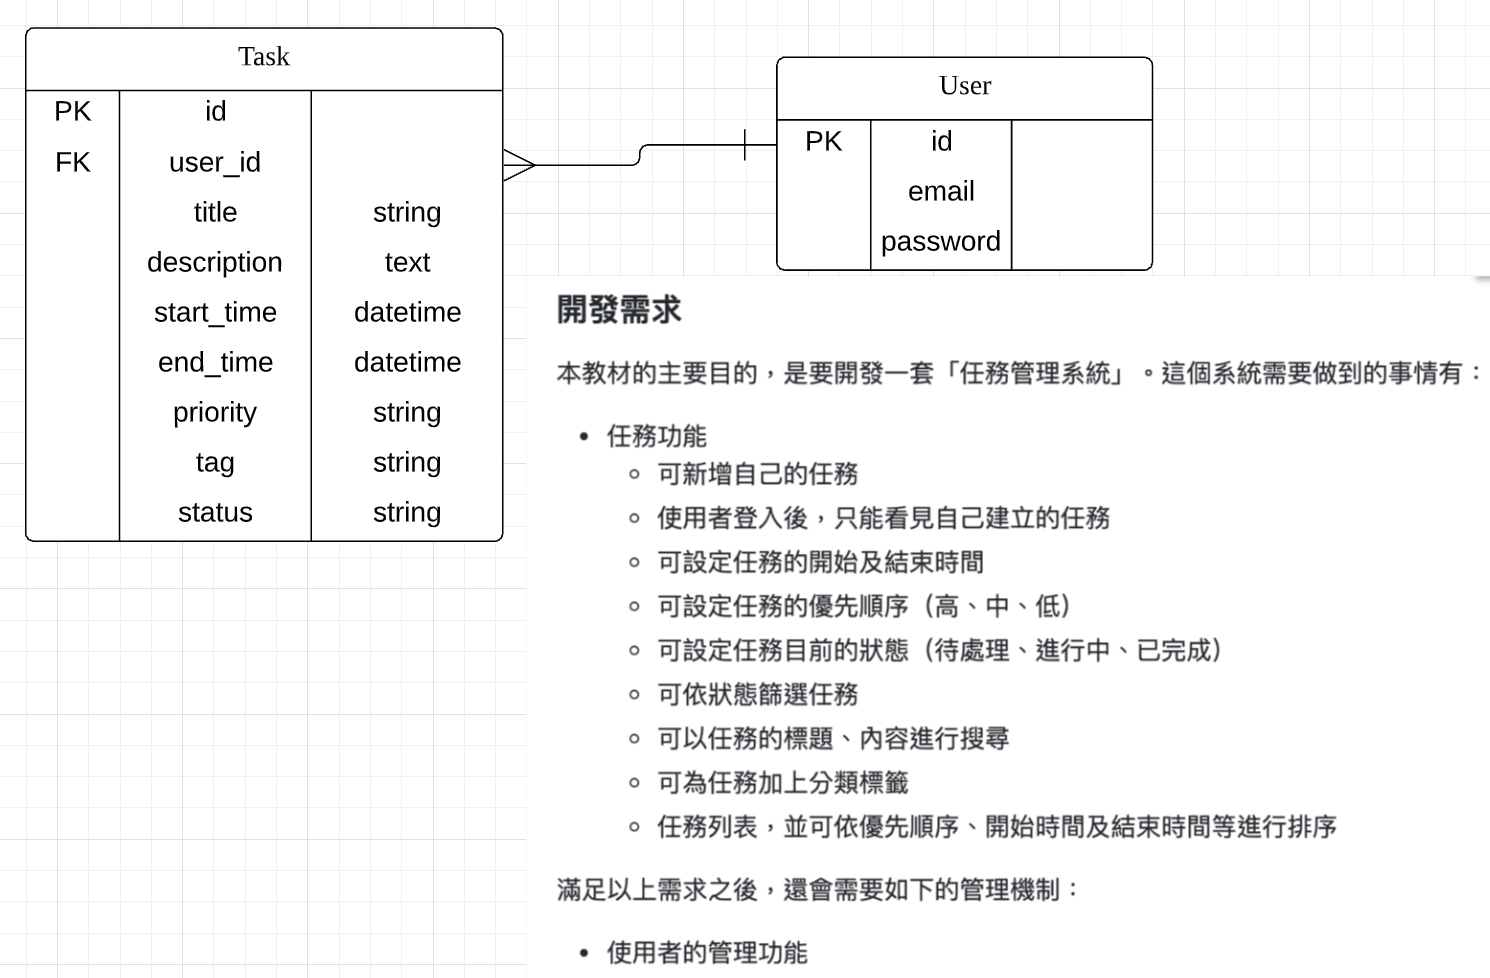 Task
PK id
FK user_id
title string
description text
start_time datetime
end_time datetime
priority string
tag string
status string
User
PK id
email
password
開發需求
本教材的主要目的，是要開發一套「任務管理系統」。這個系統需要做到的事情有：
• 任務功能
◦ 可新增自己的任務
◦ 使用者登入後，只能看見自己建立的任務
◦ 可設定任務的開始及結束時間
◦ 可設定任務的優先順序（高、中、低）
◦ 可設定任務目前的狀態（待處理、進行中、已完成）
◦ 可依狀態篩選任務
◦ 可以任務的標題、內容進行搜尋
◦ 可為任務加上分類標籤
◦ 任務列表，並可依優先順序、開始時間及結束時間等進行排序
滿足以上需求之後，還會需要如下的管理機制：
• 使用者的管理功能